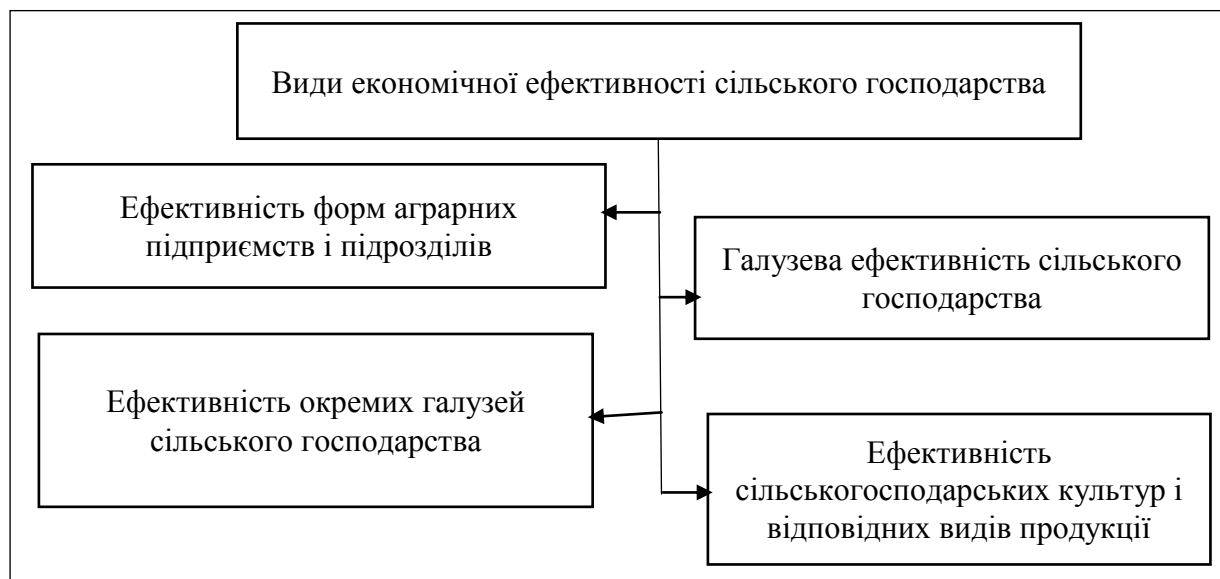 Види економічної ефективності сільського господарства
Ефективність форм аграрних
підприємств і підрозділів
Галузева ефективність сільського
господарства
Ефективність окремих галузей
сільського господарства
Ефективність
сільськогосподарських культур і
відповідних видів продукції